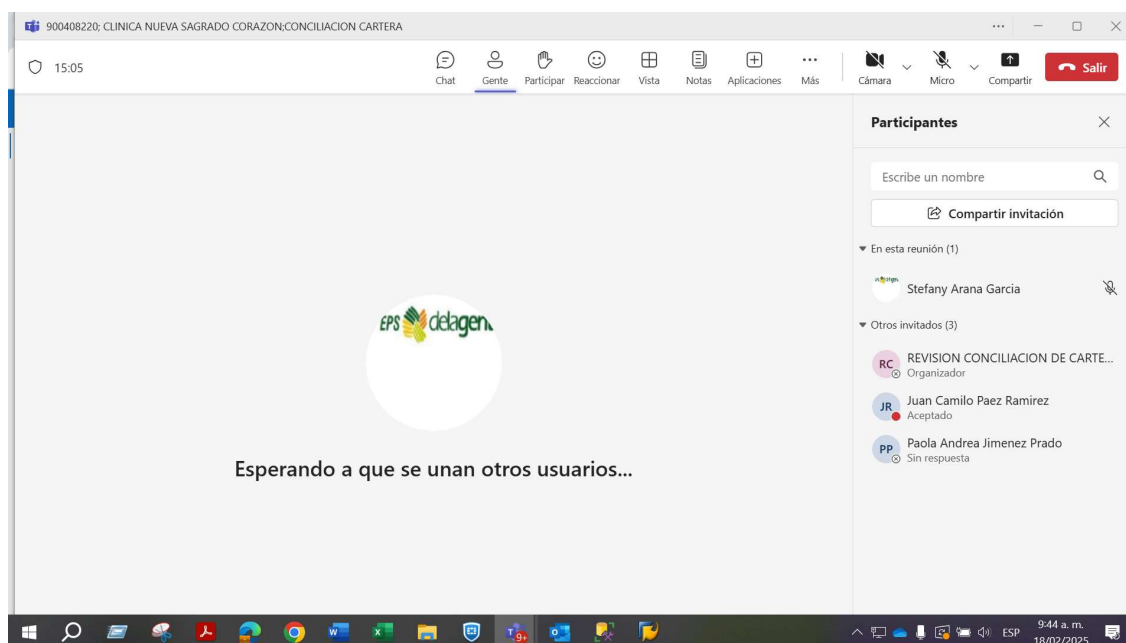 900408220; CLINICA NUEVA SAGRADO CORAZON;CONCILIACION CARTERA
15:05
Chat
Gente
Participar
Reaccionar
Vista
Notas
Aplicaciones
Más
Cámara
Micro
Compartir
Salir
Participantes
Escribe un nombre
Compartir invitación
En esta reunión (1)
Stefany Arana Garcia
Otros invitados (3)
RC
REVISION CONCILIACION DE CARTE...
Organizador
JR
Juan Camilo Paez Ramirez
Aceptado
PP
Paola Andrea Jimenez Prado
Sin respuesta
EPS delagen
Esperando a que se unan otros usuarios...
9+
ESP
9:44 a. m.
18/02/2025